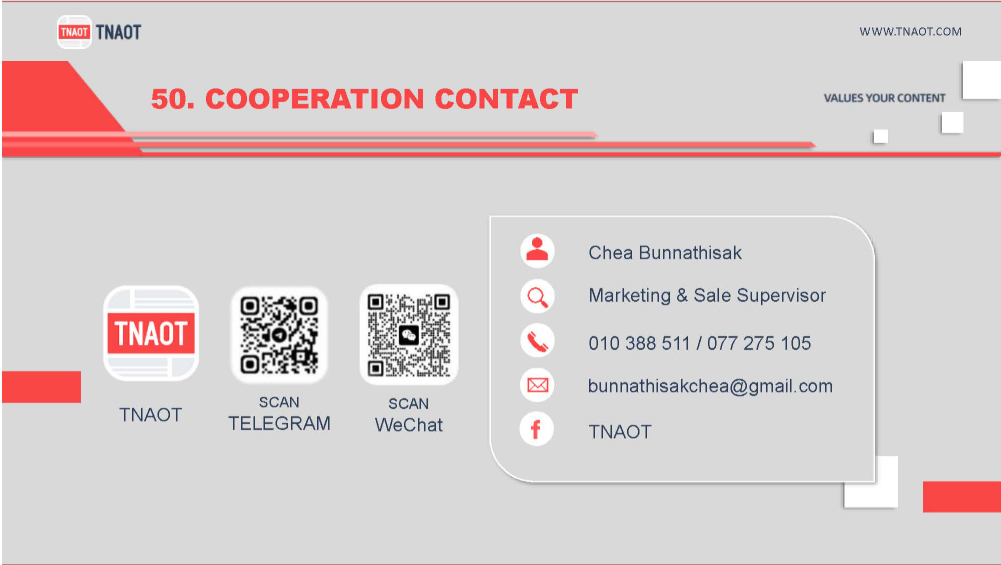 TNAOT TNAOT
WWW.TNAOT.COM
50. COOPERATION CONTACT
VALUES YOUR CONTENT
TNAOT
TNAOT
SCAN
TELEGRAM
SCAN
WeChat
Chea Bunnathisak
Marketing & Sale Supervisor
010 388 511 / 077 275 105
bunnathisakchea@gmail.com
f
TNAOT